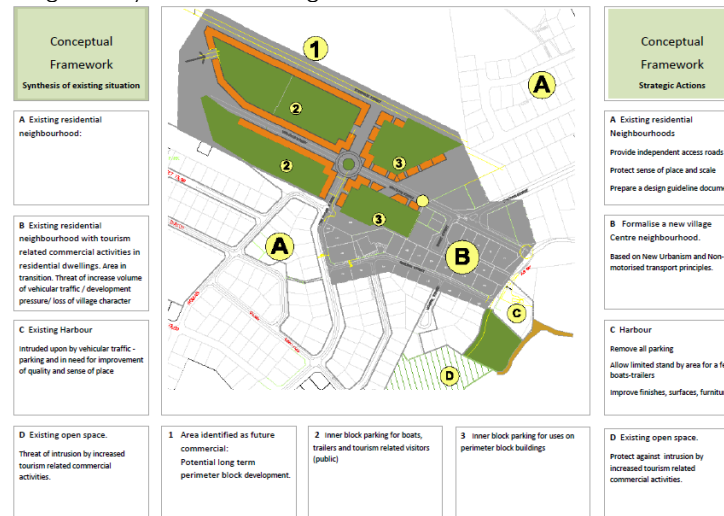 Conceptual
Framework
Synthesis of existing situation
A Existing residential
neighbourhood:
B Existing residential
neighbourhood with tourism
related commercial activities in
residential dwellings. Area in
transition. Threat of increase volume
of vehicular traffic / development
pressure/ loss of village character
C Existing Harbour
Intruded upon by vehicular traffic -
parking and in need for improvement
of quality and sense of place
D Existing open space.
Threat of intrusion by increased
tourism related commercial
activities.
1
A
2
3
2
3
A
B
C
D
1 Area identified as future
commercial:
Potential long term
perimeter block development.
2 Inner block parking for boats,
trailers and tourism related visitors
(public)
3 Inner block parking for uses on
perimeter block buildings
Conceptual
Framework
Strategic Actions
A Existing residential
Neighbourhoods
Provide independent access roads
Protect sense of place and scale
Prepare a design guideline docume
B Formalise a new village
Centre neighbourhood.
Based on New Urbanism and Non-
motorised transport principles.
C Harbour
Remove all parking
Allow limited stand by area for a fe
boats-trailers
Improve finishes, surfaces, furnitu
D Existing open space.
Protect against intrusion by
increased tourism related
commercial activities.